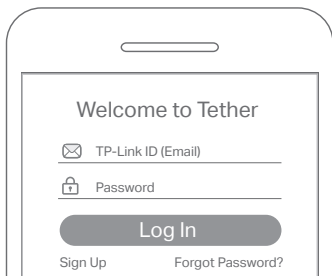 Welcome to Tether
TP-Link ID (Email)
Password
Log In
Sign Up Forgot Password?